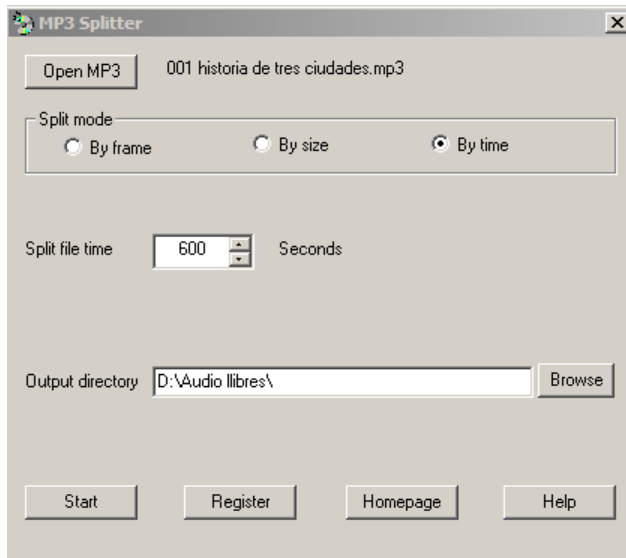 MP3 Splitter
Open MP3 001 historia de tres ciudades.mp3
Split mode
By frame By size By time
Split file time 600 Seconds
Output directory D:\Audio llibres\ Browse
Start Register Homepage Help